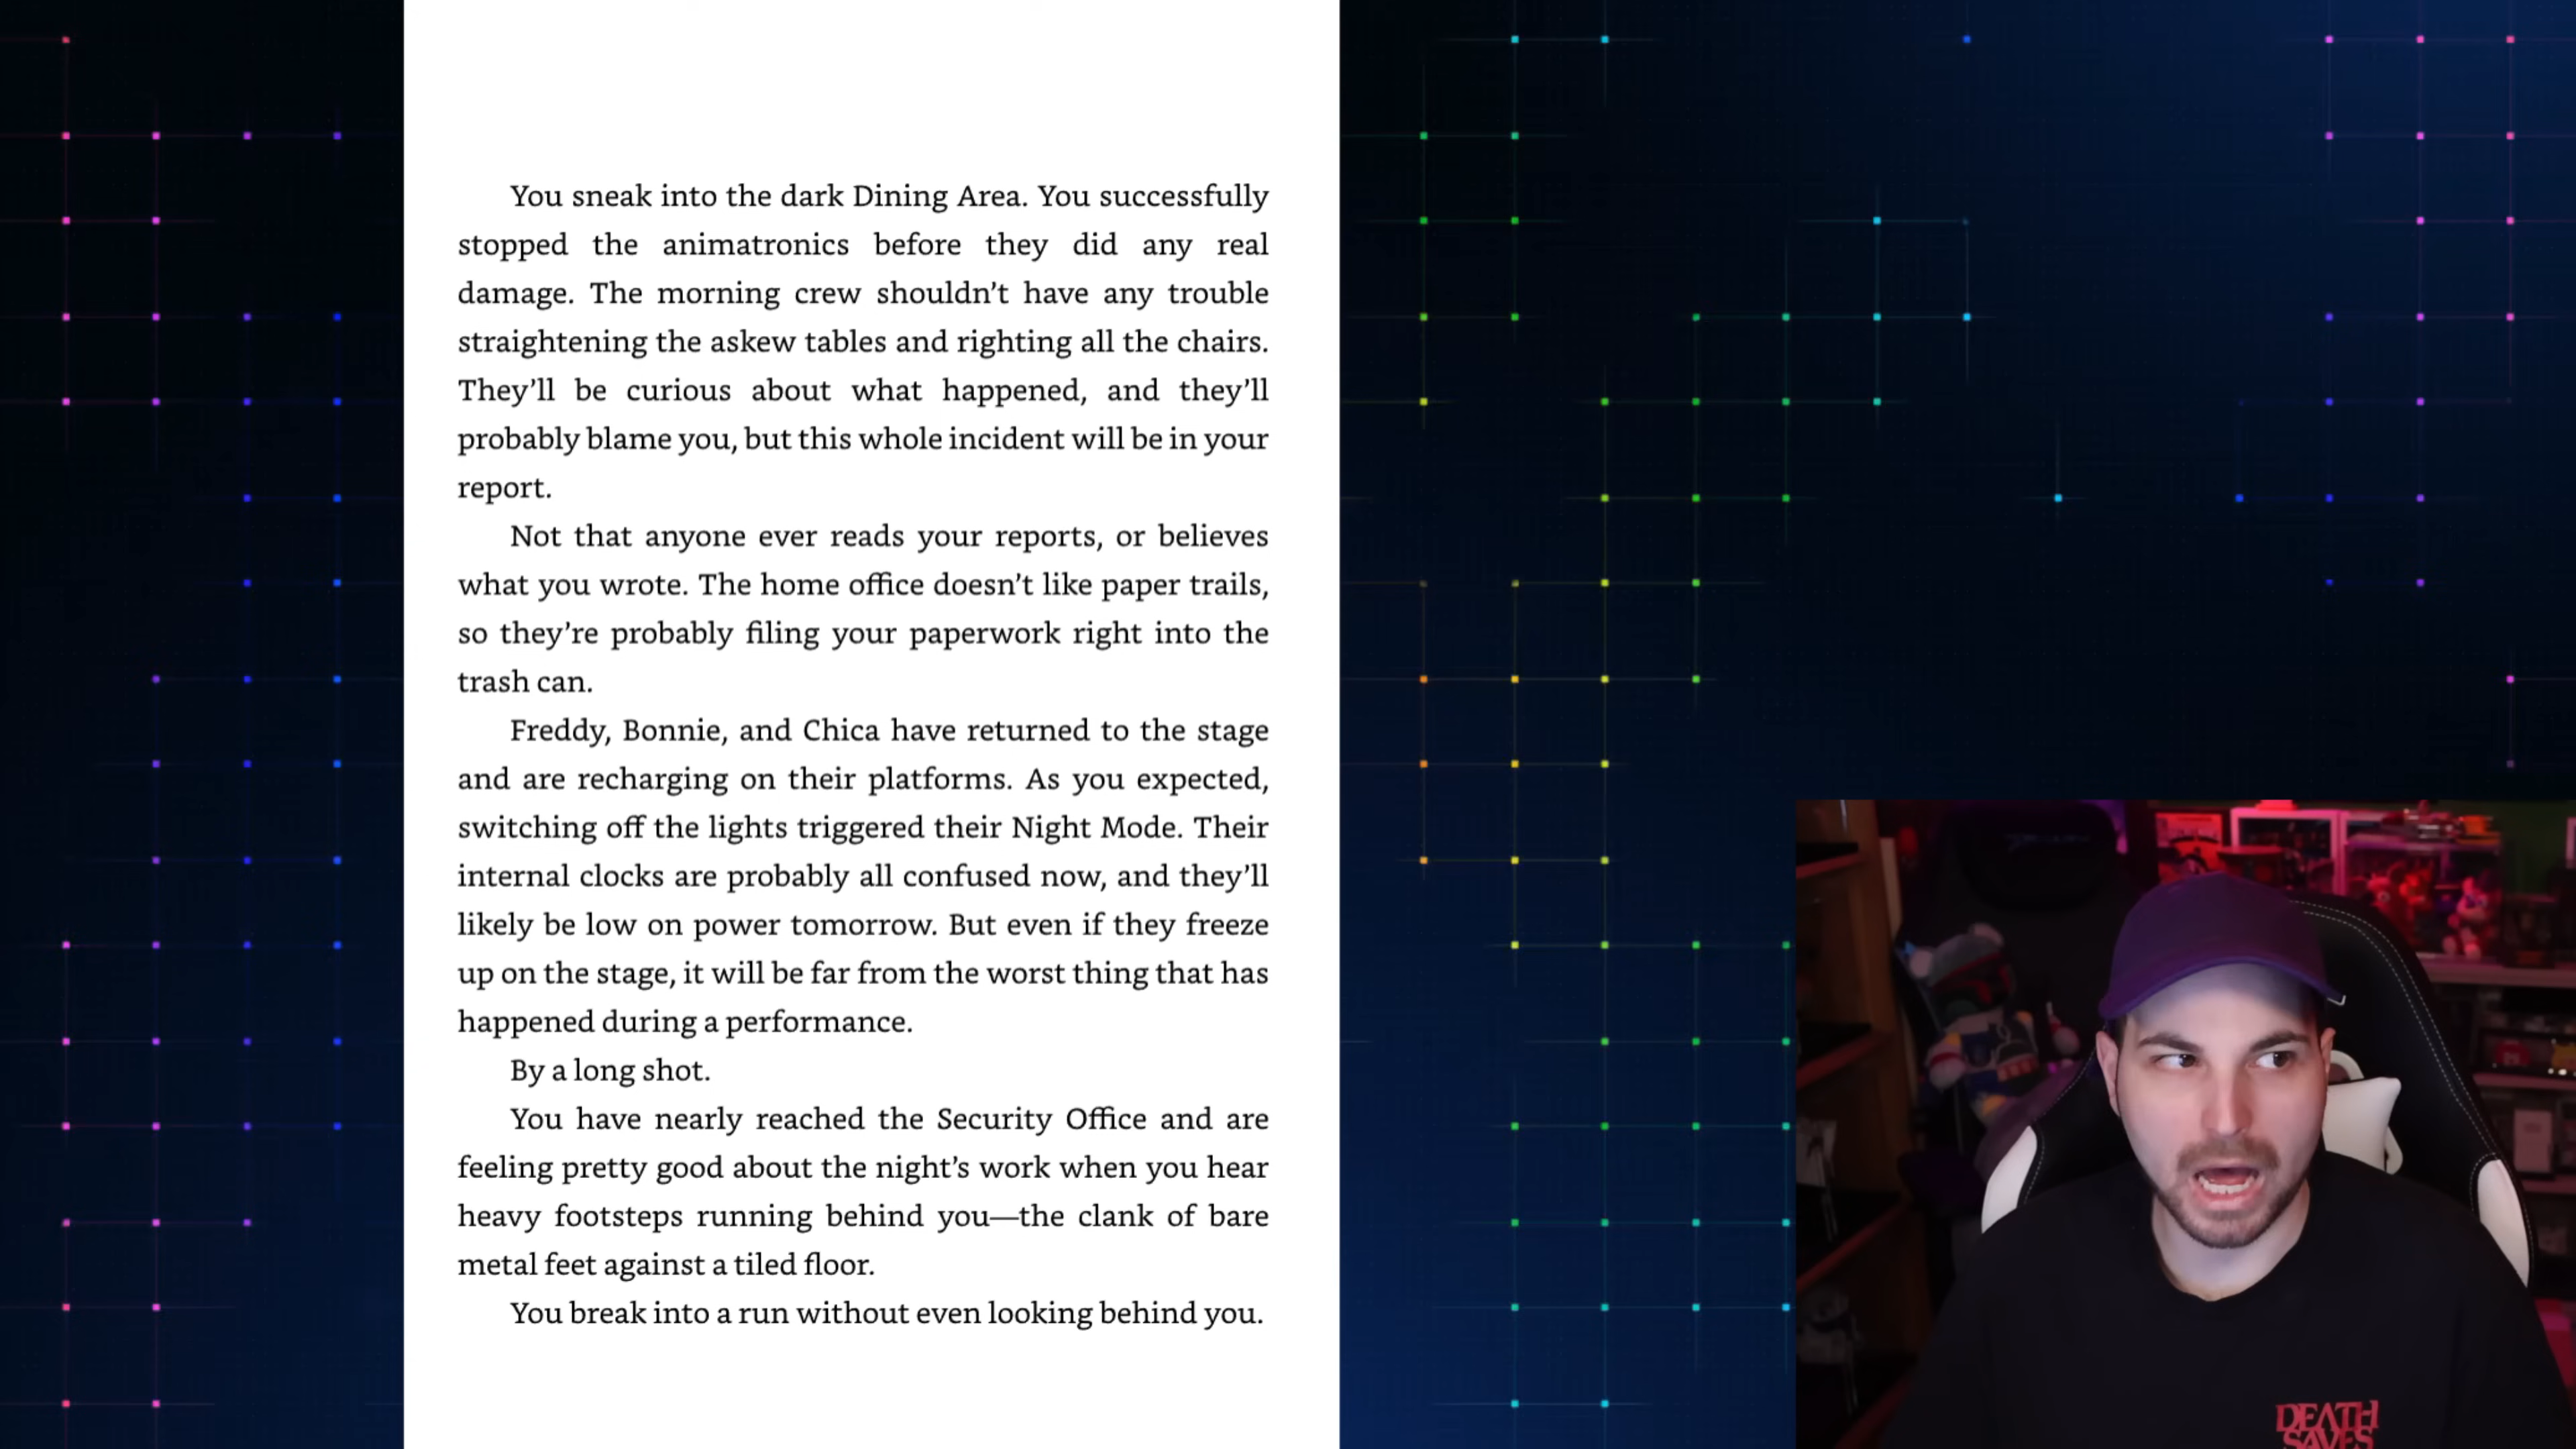 You sneak into the dark Dining Area. You successfully
stopped the animatronics before they did any real
damage. The morning crew shouldn’t have any trouble
straightening the askew tables and righting all the chairs.
They’ll be curious about what happened, and they’ll
probably blame you, but this whole incident will be in your
report.
Not that anyone ever reads your reports, or believes
what you wrote. The home office doesn’t like paper trails,
so they’re probably filing your paperwork right into the
trash can.
Freddy, Bonnie, and Chica have returned to the stage
and are recharging on their platforms. As you expected,
switching off the lights triggered their Night Mode. Their
internal clocks are probably all confused now, and they’ll
likely be low on power tomorrow. But even if they freeze
up on the stage, it will be far from the worst thing that has
happened during a performance.
By a long shot.
You have nearly reached the Security Office and are
feeling pretty good about the night’s work when you hear
heavy footsteps running behind you—the clank of bare
metal feet against a tiled floor.
You break into a run without even looking behind you.
DEATH
SAVES